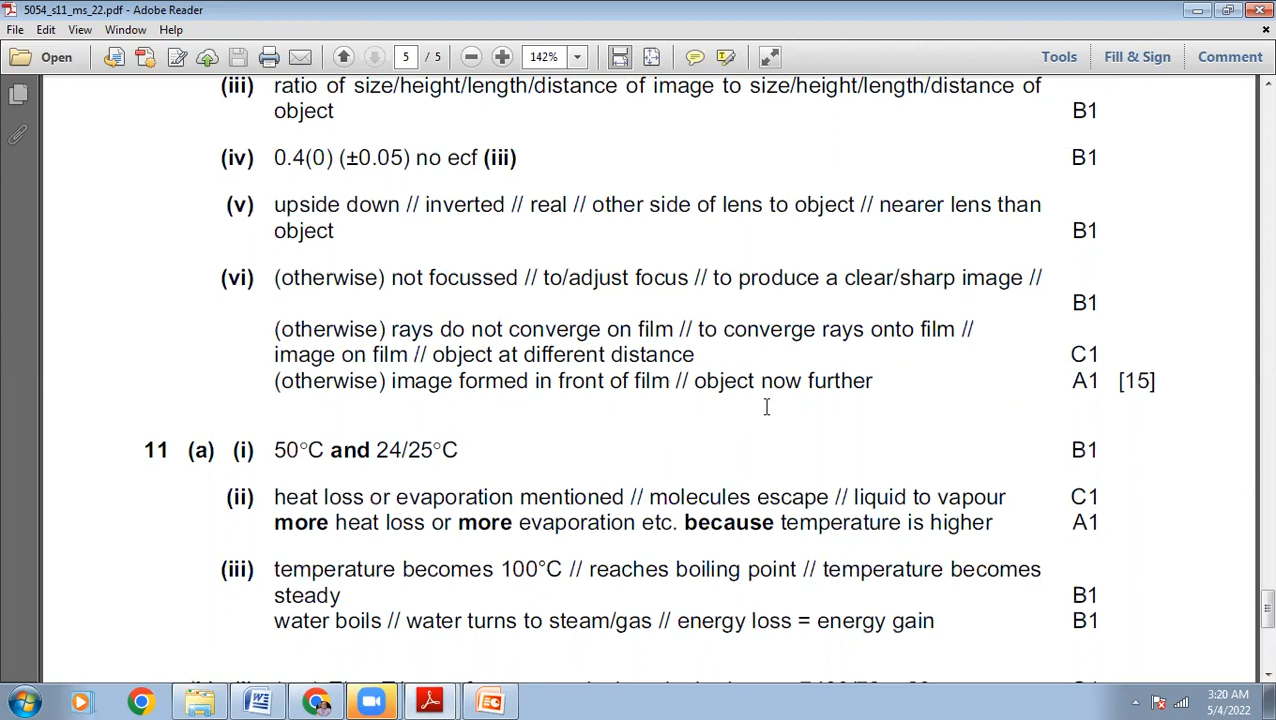 5054_s11_ms_22.pdf - Adobe Reader
File Edit View Window Help
Open 5 / 5 142% Tools Fill & Sign Comment
(iii) ratio of size/height/length/distance of image to size/height/length/distance of
object B1
(iv) 0.4(0) (±0.05) no ecf (iii) B1
(v) upside down // inverted // real // other side of lens to object // nearer lens than
object B1
(vi) (otherwise) not focussed // to/adjust focus // to produce a clear/sharp image //
B1
(otherwise) rays do not converge on film // to converge rays onto film //
image on film // object at different distance C1
(otherwise) image formed in front of film // object now further A1 [15]
11 (a) (i) 50°C and 24/25°C B1
(ii) heat loss or evaporation mentioned // molecules escape // liquid to vapour C1
more heat loss or more evaporation etc. because temperature is higher A1
(iii) temperature becomes 100°C // reaches boiling point // temperature becomes
steady B1
water boils // water turns to steam/gas // energy loss = energy gain B1
3:20 AM
5/4/2022